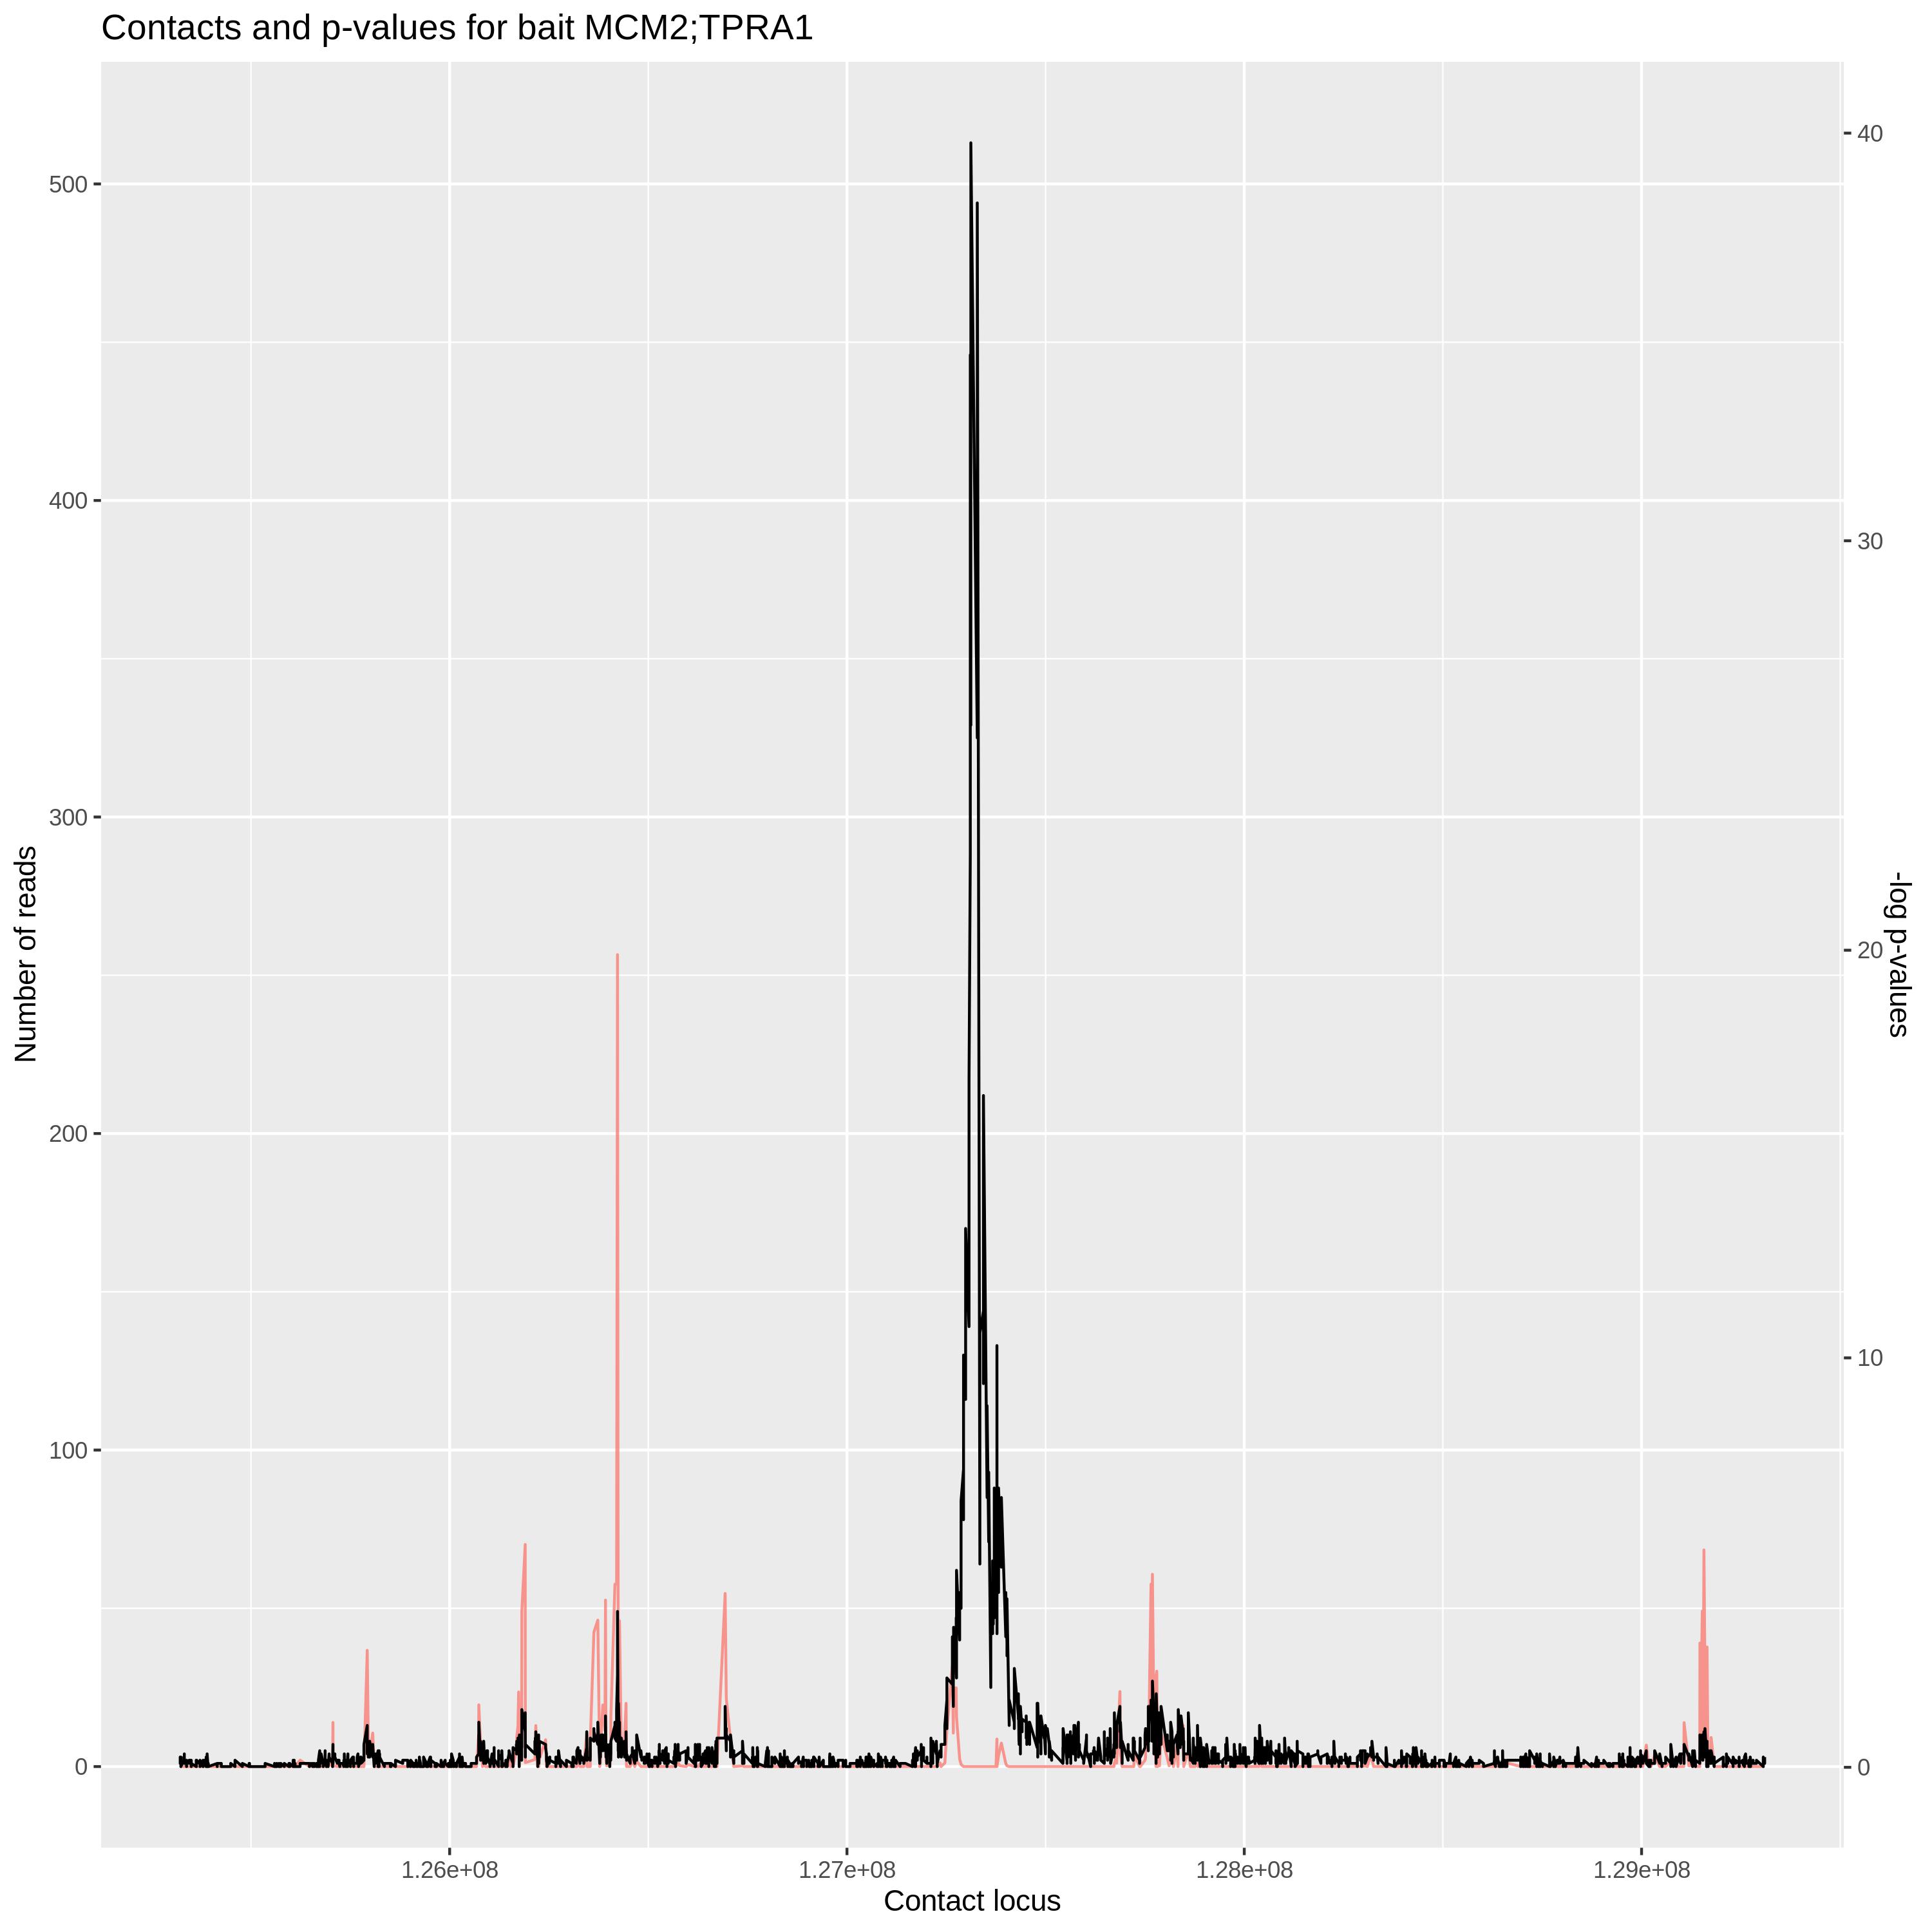 Contacts and p-values for bait MCM2;TPRA1
500
400
300
200
100
0
Number of reads
40
30
20
10
0
-log p-values
1.26e+08
1.27e+08
1.28e+08
1.29e+08
Contact locus